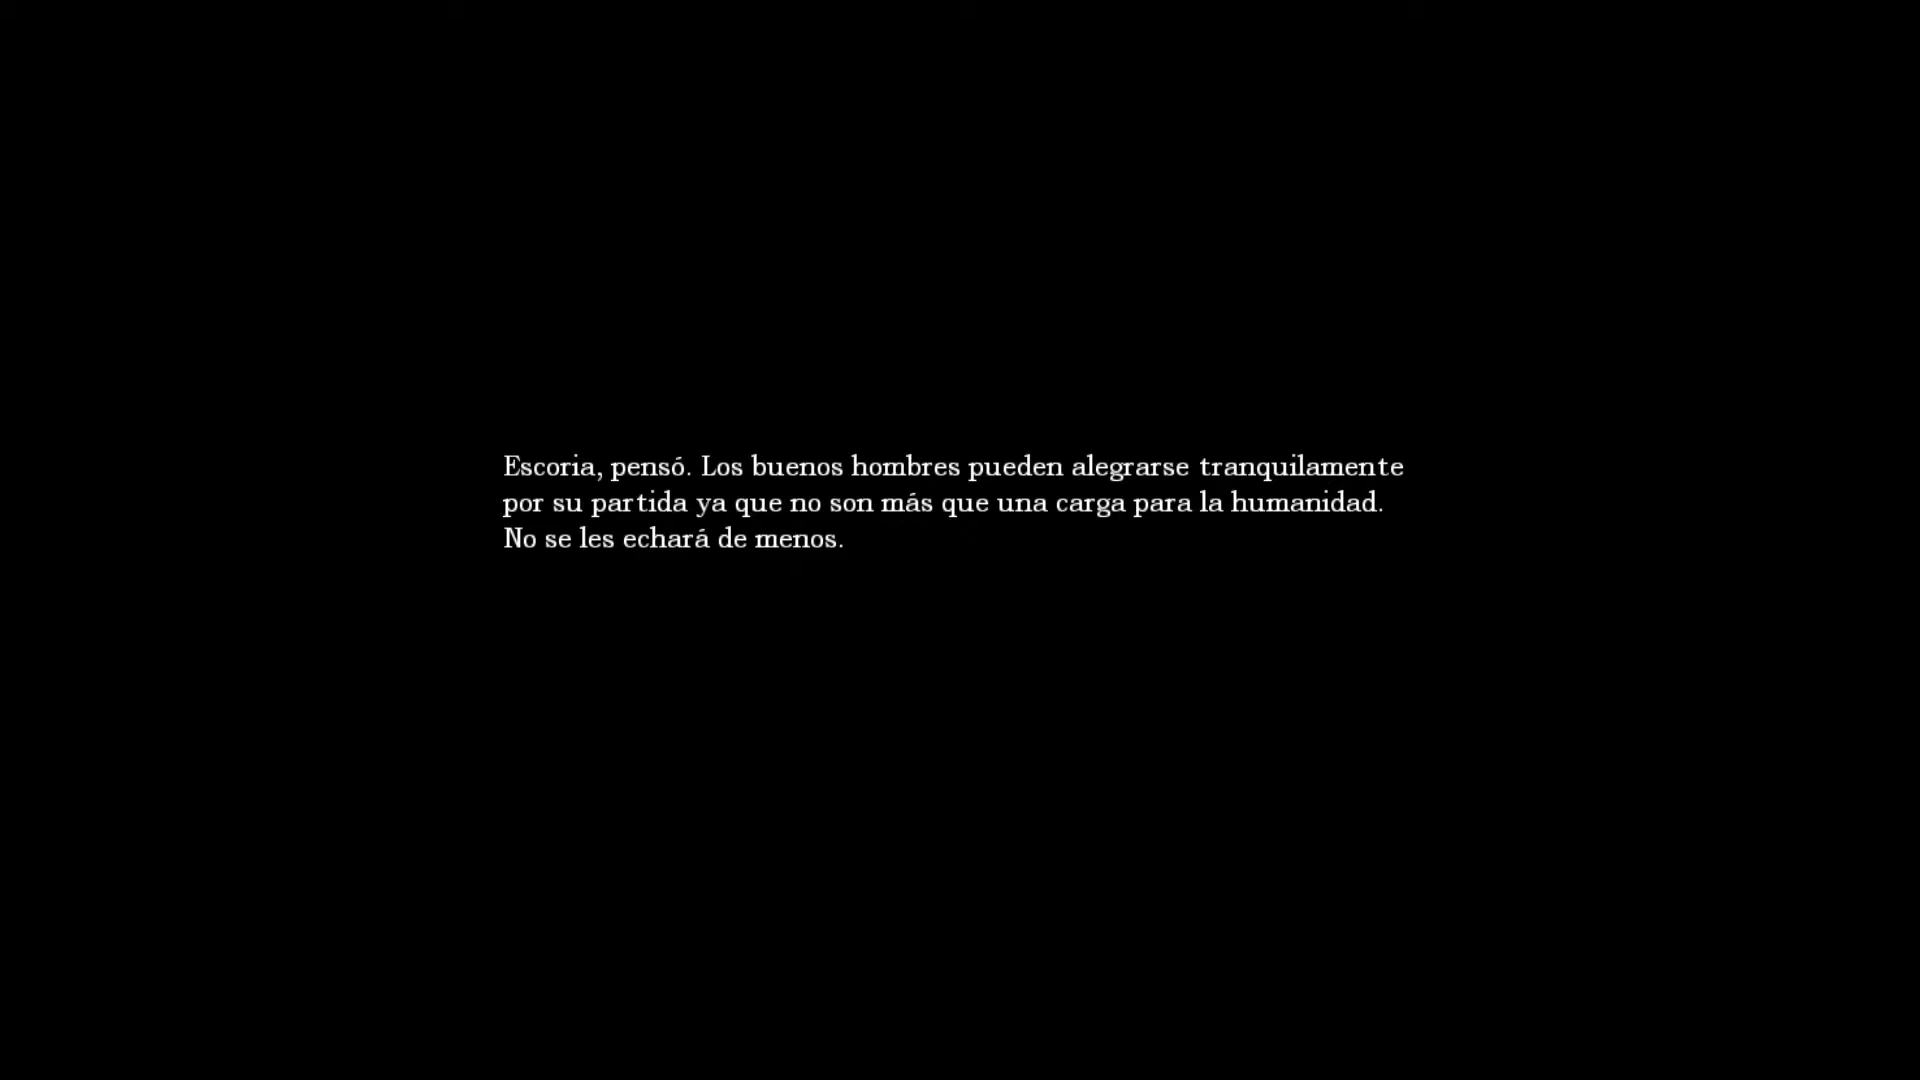 Escoria, pensó. Los buenos hombres pueden alegrarse tranquilamente
por su partida ya que no son más que una carga para la humanidad.
No se les echará de menos.